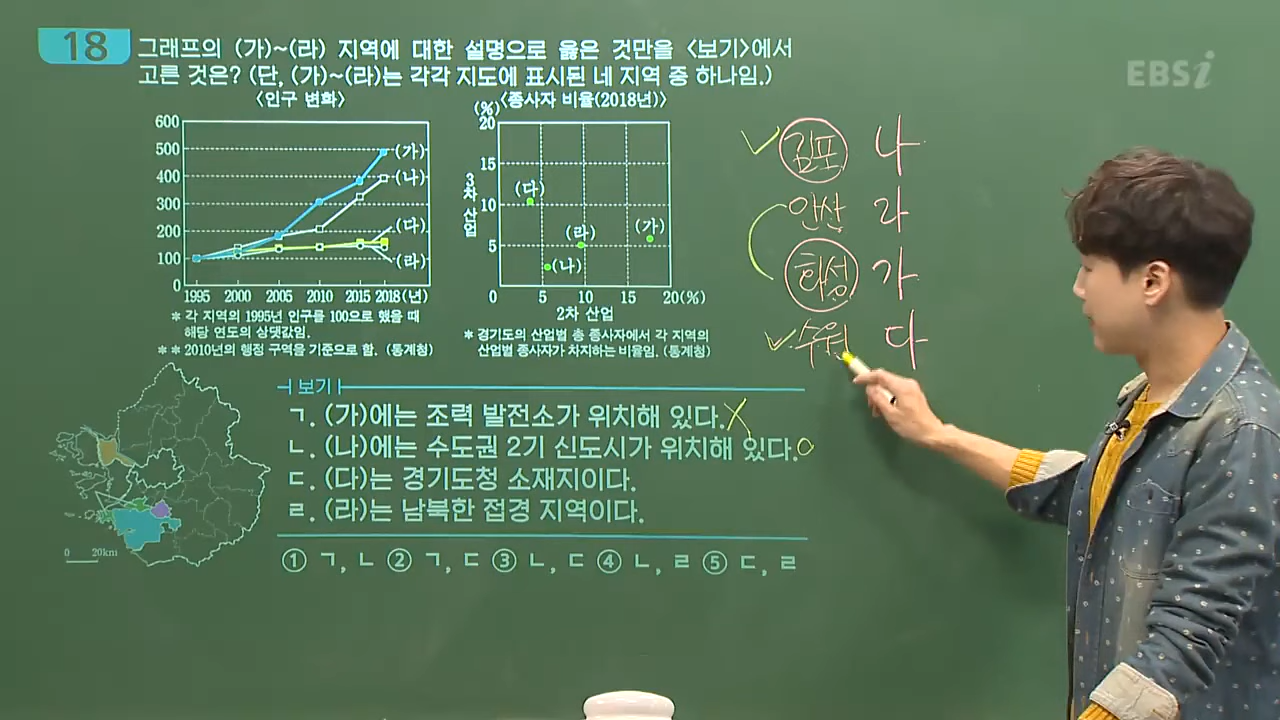 18
그래프의 (가)~(라) 지역에 대한 설명으로 옳은 것만을 <보기>에서
고른 것은? (단, (가)~(라)는 각각 지도에 표시된 네 지역 중 하나임.)
EBSi
<인구 변화>
600
500
400
300
200
100
0
1995 2000 2005 2010 2015 2018(년)
(가)
(나)
(다)
(라)
* 각 지역의 1995년 인구를 100으로 했을 때
해당 연도의 상댓값임.
** 2010년의 행정 구역을 기준으로 함. (통계청)
<종사자 비율(2018년)>
(%)
20
15
10
5
0
3차 산업
(다)
(라)
(가)
(나)
5 10 15 20(%)
2차 산업
* 경기도의 산업별 총 종사자에서 각 지역의
산업별 종사자가 차지하는 비율임. (통계청)
김포 나
안산 라
화성 가
수원 다
보기
ㄱ. (가)에는 조력 발전소가 위치해 있다. X
ㄴ. (나)에는 수도권 2기 신도시가 위치해 있다. O
ㄷ. (다)는 경기도청 소재지이다.
ㄹ. (라)는 남북한 접경 지역이다.
0 20km
① ㄱ, ㄴ ② ㄱ, ㄷ ③ ㄴ, ㄷ ④ ㄴ, ㄹ ⑤ ㄷ, ㄹ